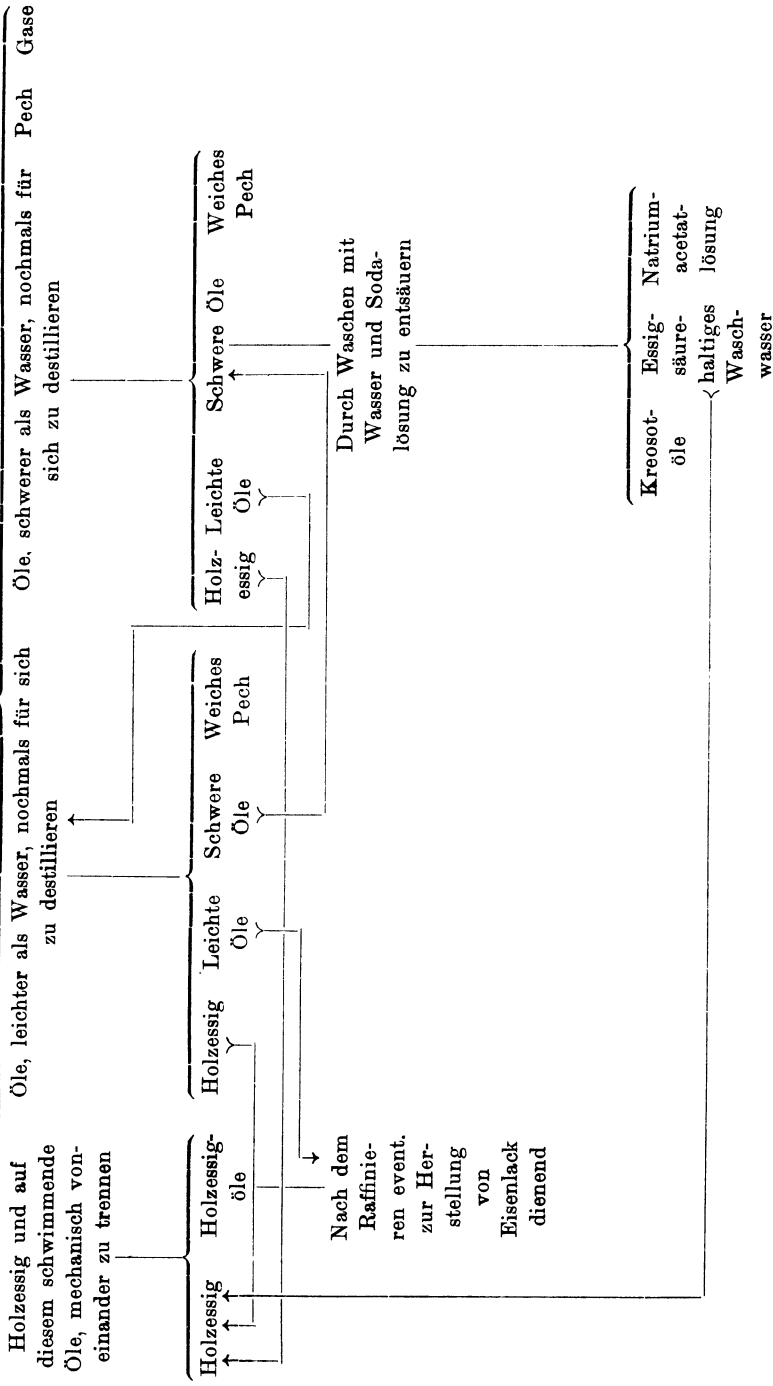 Holzessig und auf
diesem schwimmende
Öle, mechanisch von-
einander zu trennen
Öle, leichter als Wasser, nochmals für sich
zu destillieren
Öle, schwerer als Wasser, nochmals für
sich zu destillieren
Pech
Gase
Holzessig
Holzessig-
öle
Holzessig
Leichte
Öle
Schwere
Öle
Weiches
Pech
Holz-
essig
Leichte
Öle
Schwere Öle
Weiches
Pech
Nach dem
Raffinie-
ren event.
zur Her-
stellung
von
Eisenlack
dienend
Durch Waschen mit
Wasser und Soda-
lösung zu entsäuern
Kreosot-
öle
Essig-
säure-
haltiges
Wasch-
wasser
Natrium-
acetat-
lösung